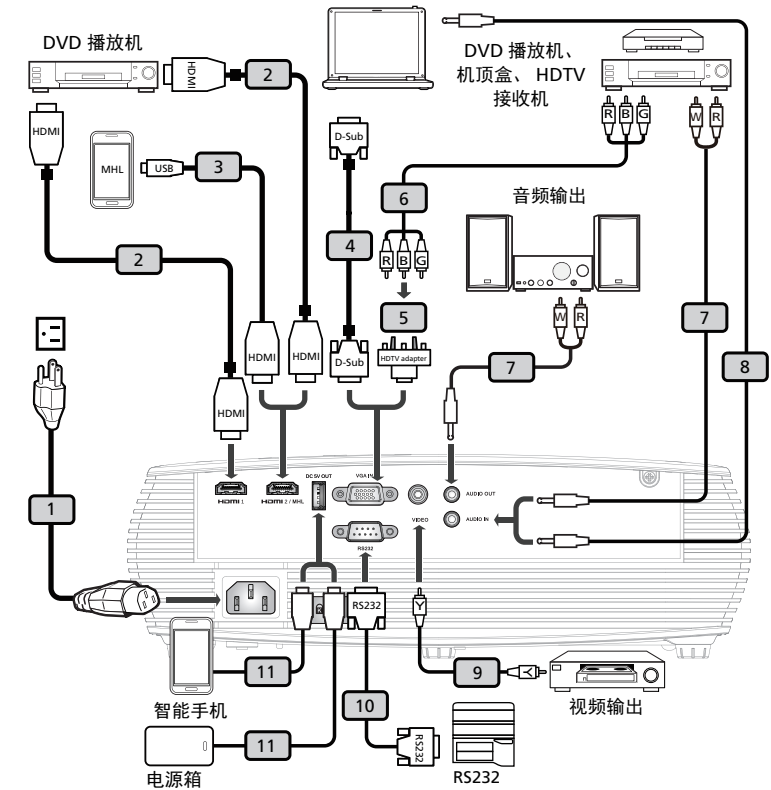 DVD 播放机
HDMI
2
DVD 播放机、
机顶盒、 HDTV
接收机
R B G
W R
HDMI
D-Sub
MHL
USB
3
6
音频输出
2
4
R B G
5
W R
7
7
8
HDMI
HDMI
D-Sub
HDTV adapter
HDMI
1
DC 5V OUT
VGA IN
HDMI 1
HDMI 2 / MHL
VIDEO
AUDIO OUT
AUDIO IN
RS232
RS232
Y
11
9
Y
智能手机
10
视频输出
11
RS232
电源箱
RS232